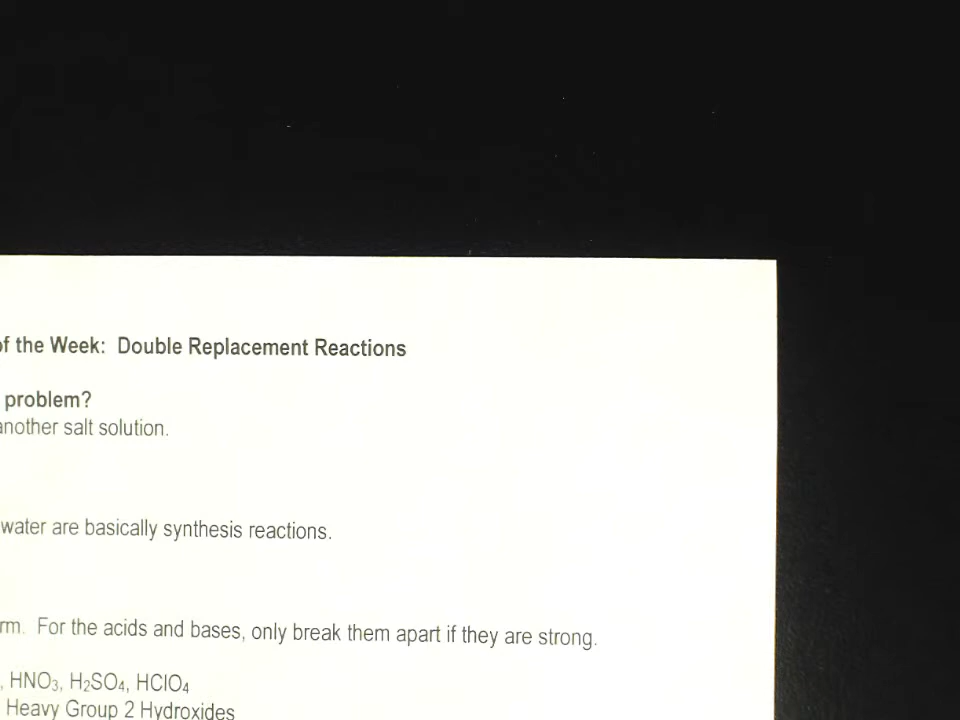 of the Week: Double Replacement Reactions
problem?
another salt solution.
water are basically synthesis reactions.
rm. For the acids and bases, only break them apart if they are strong.
, HNO₃, H₂SO₄, HClO₄
Heavy Group 2 Hydroxides